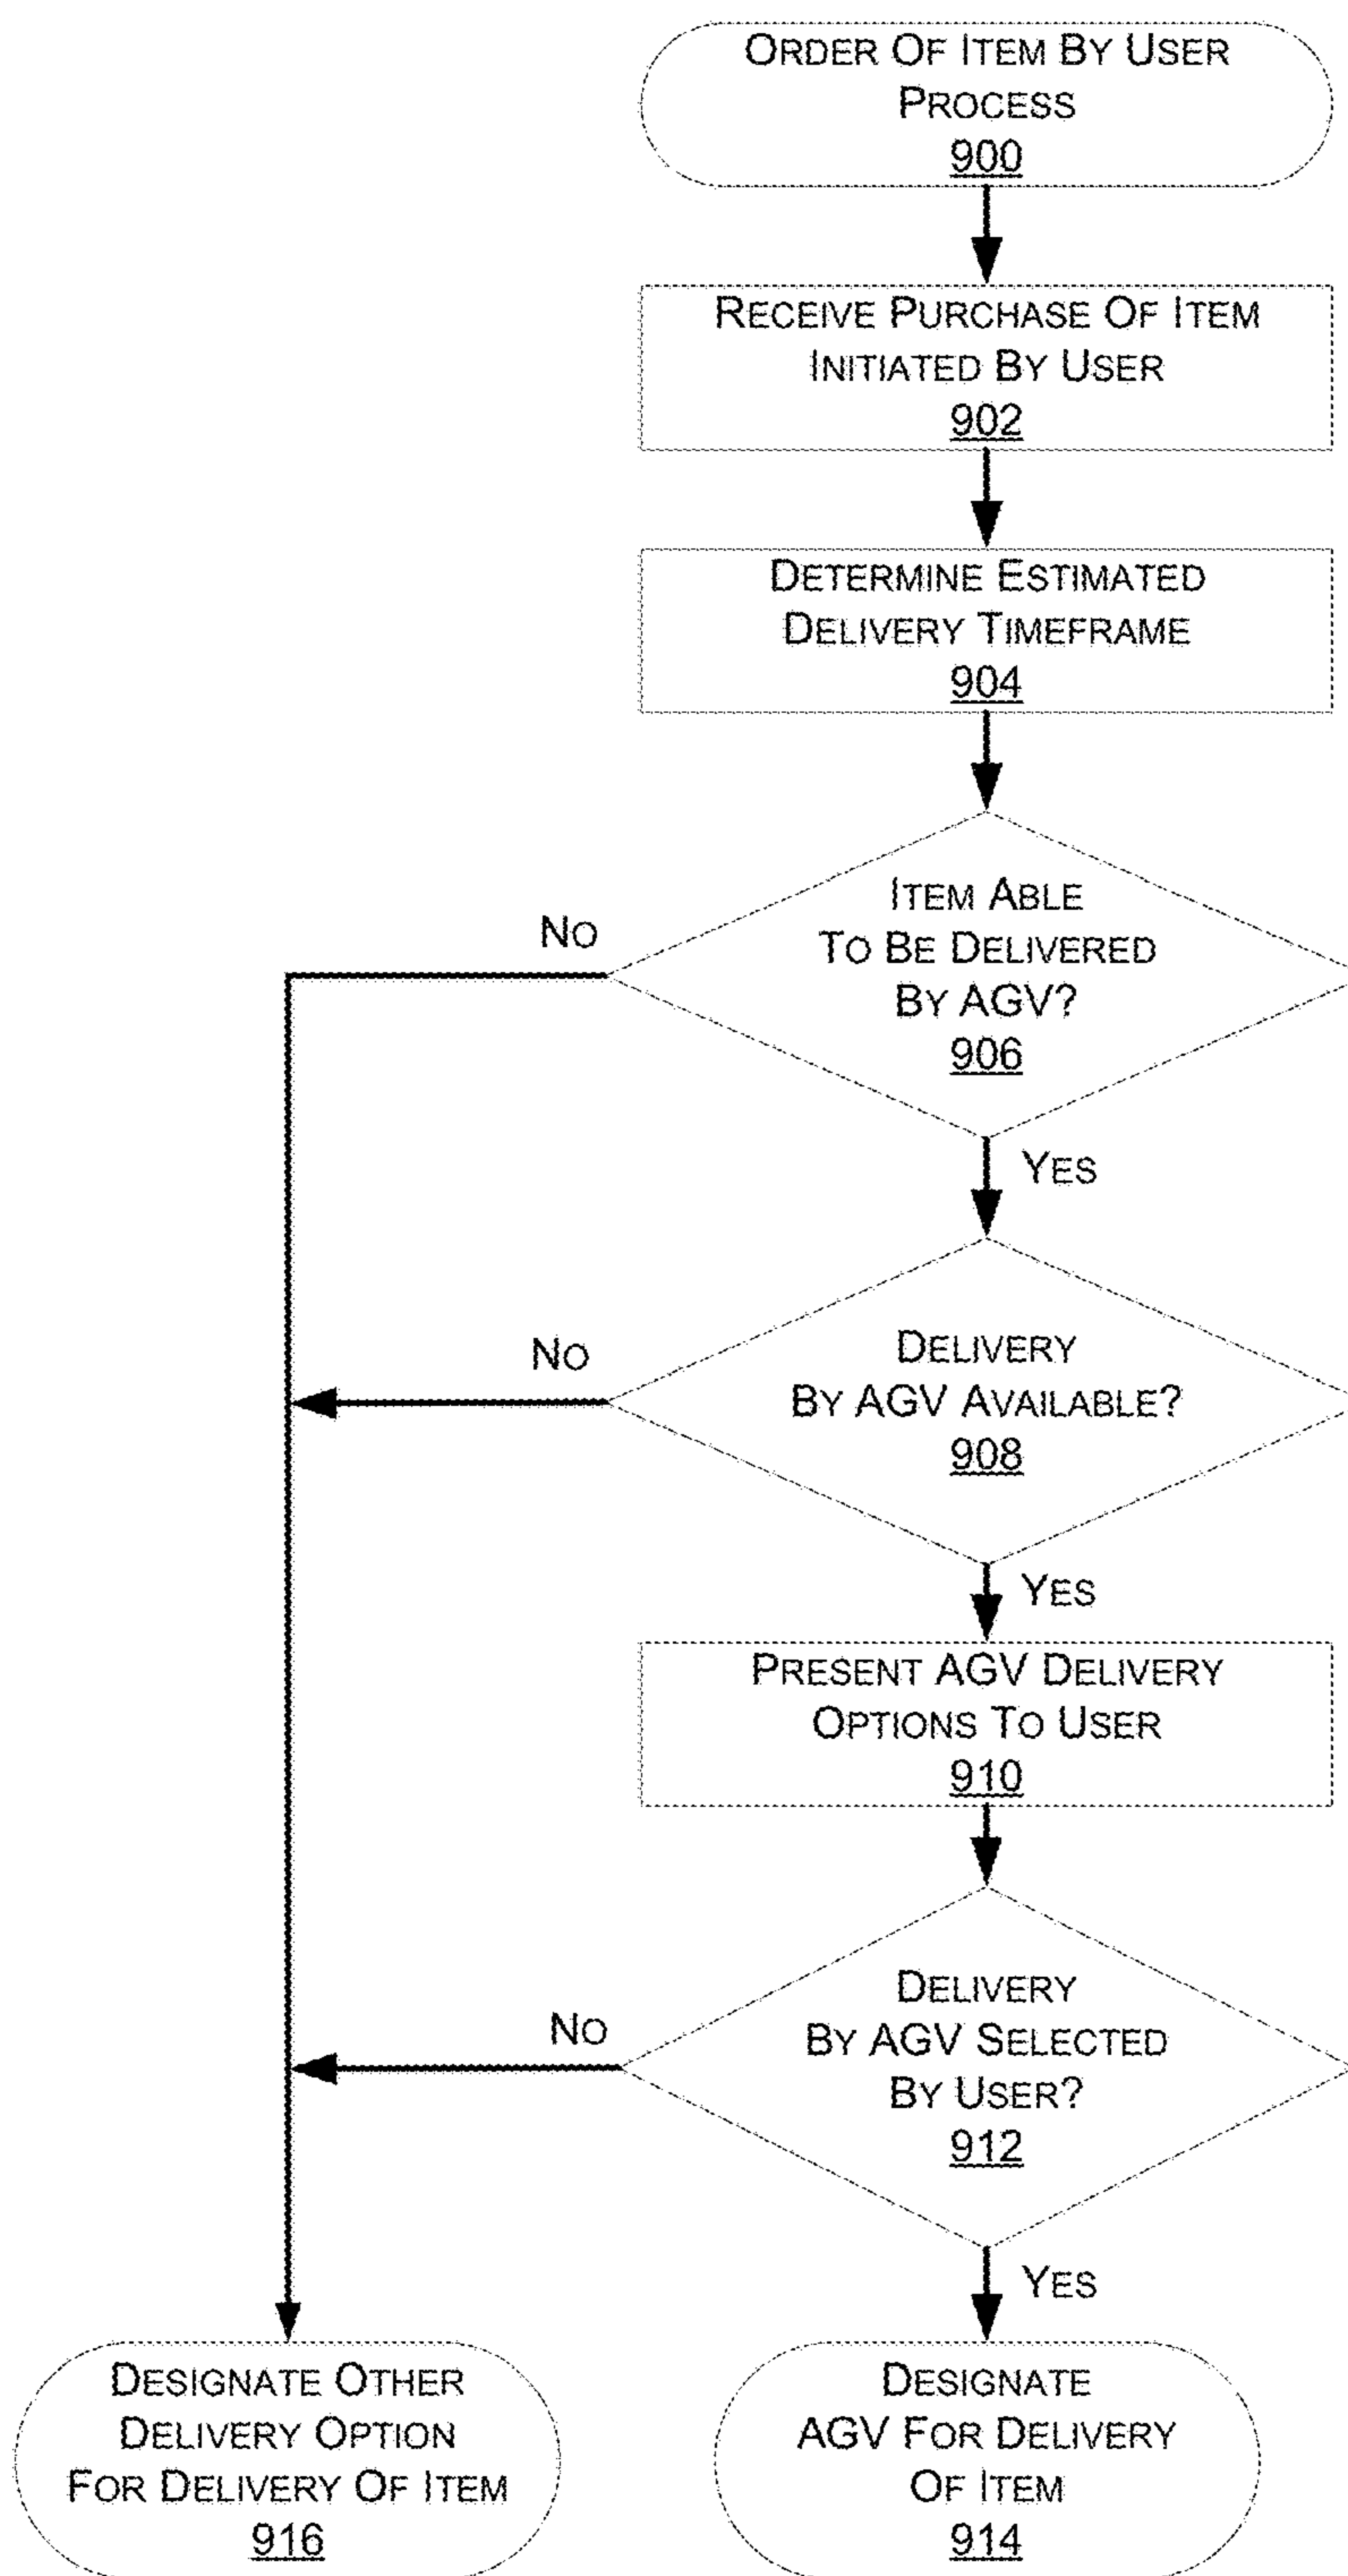 ORDER OF ITEM BY USER
PROCESS
900
RECEIVE PURCHASE OF ITEM
INITIATED BY USER
902
DETERMINE ESTIMATED
DELIVERY TIMEFRAME
904
ITEM ABLE
TO BE DELIVERED
BY AGV?
906
NO
YES
DELIVERY
BY AGV AVAILABLE?
908
NO
YES
PRESENT AGV DELIVERY
OPTIONS TO USER
910
DELIVERY
BY AGV SELECTED
BY USER?
912
NO
YES
DESIGNATE OTHER
DELIVERY OPTION
FOR DELIVERY OF ITEM
916
DESIGNATE
AGV FOR DELIVERY
OF ITEM
914